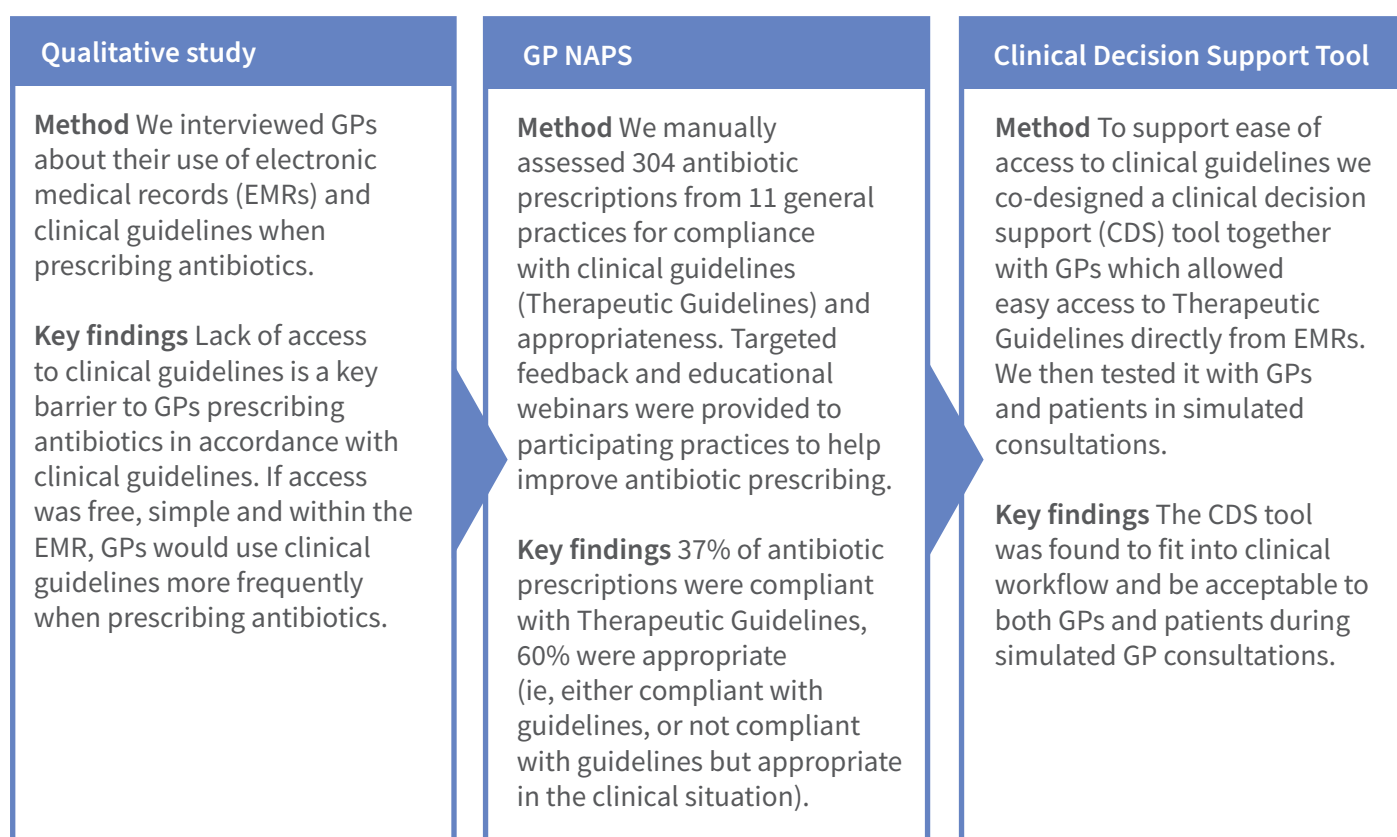 Qualitative study
Method We interviewed GPs
about their use of electronic
medical records (EMRs) and
clinical guidelines when
prescribing antibiotics.
Key findings Lack of access
to clinical guidelines is a key
barrier to GPs prescribing
antibiotics in accordance with
clinical guidelines. If access
was free, simple and within the
EMR, GPs would use clinical
guidelines more frequently
when prescribing antibiotics.
GP NAPS
Method We manually
assessed 304 antibiotic
prescriptions from 11 general
practices for compliance
with clinical guidelines
(Therapeutic Guidelines) and
appropriateness. Targeted
feedback and educational
webinars were provided to
participating practices to help
improve antibiotic prescribing.
Key findings 37% of antibiotic
prescriptions were compliant
with Therapeutic Guidelines,
60% were appropriate
(ie, either compliant with
guidelines, or not compliant
with guidelines but appropriate
in the clinical situation).
Clinical Decision Support Tool
Method To support ease of
access to clinical guidelines we
co-designed a clinical decision
support (CDS) tool together
with GPs which allowed
easy access to Therapeutic
Guidelines directly from EMRs.
We then tested it with GPs
and patients in simulated
consultations.
Key findings The CDS tool
was found to fit into clinical
workflow and be acceptable to
both GPs and patients during
simulated GP consultations.